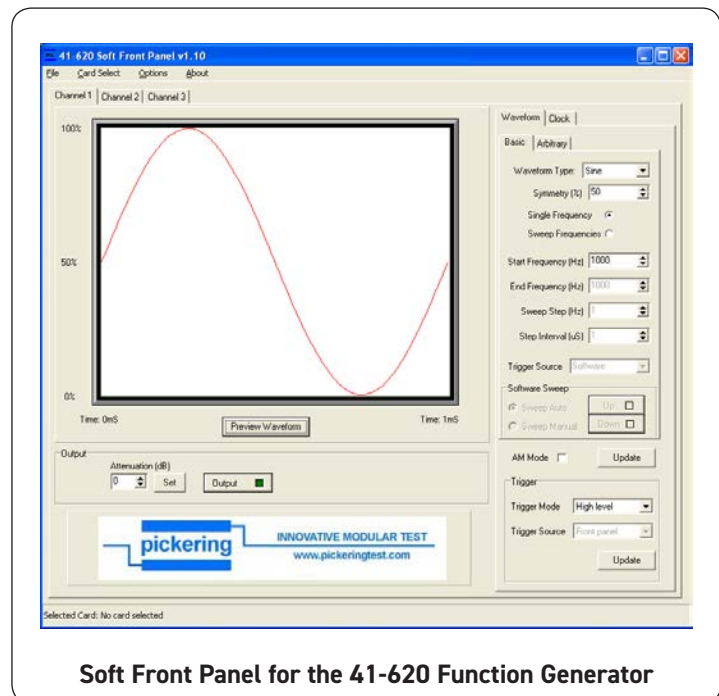 41-620 Soft Front Panel v1.10
File Card Select Options About
Channel 1 Channel 2 Channel 3
100%
50%
0%
Time: 0mS
Preview Waveform
Time: 1mS
Output
Attenuation (dB)
0 Set Output
pickering
INNOVATIVE MODULAR TEST
www.pickeringtest.com
Waveform Clock
Basic Arbitrary
Waveform Type: Sine
Symmetry (%) 50
Single Frequency
Sweep Frequencies
Start Frequency (Hz) 1000
End Frequency (Hz) 1000
Sweep Step (Hz) 1
Step Interval (uS) 1
Trigger Source Software
Software Sweep
Sweep Auto Up
Sweep Manual Down
AM Mode Update
Trigger
Trigger Mode High level
Trigger Source Front panel
Update
Selected Card: No card selected
Soft Front Panel for the 41-620 Function Generator